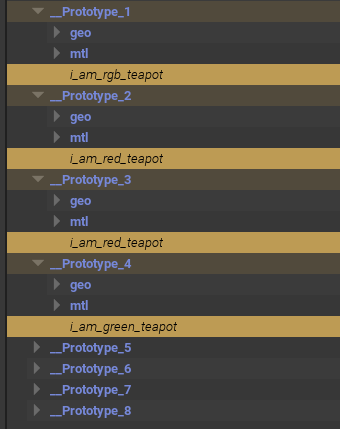 __Prototype_1
geo
mtl
i_am_rgb_teapot
__Prototype_2
geo
mtl
i_am_red_teapot
__Prototype_3
geo
mtl
i_am_red_teapot
__Prototype_4
geo
mtl
i_am_green_teapot
__Prototype_5
__Prototype_6
__Prototype_7
__Prototype_8